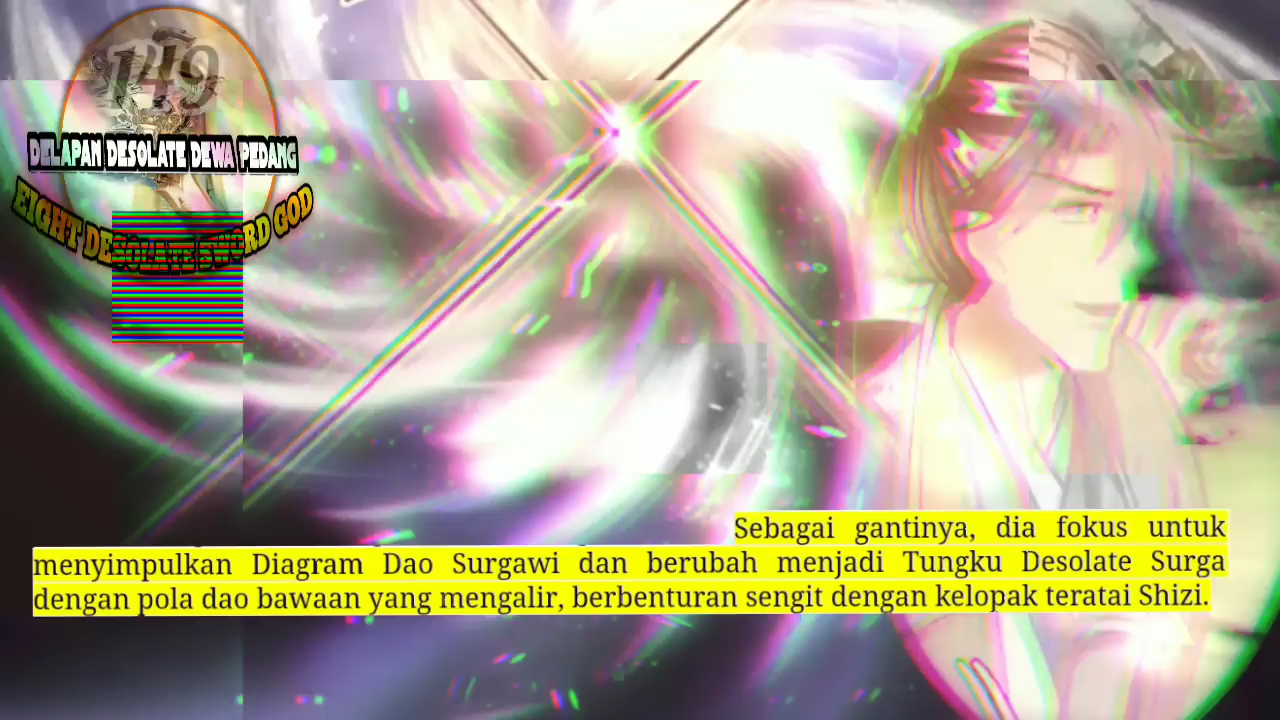 149
DELAPAN DESOLATE DEWA PEDANG
EIGHT DESOLATE SWORD GOD
Sebagai gantinya, dia fokus untuk
menyimpulkan Diagram Dao Surgawi dan berubah menjadi Tungku Desolate Surga
dengan pola dao bawaan yang mengalir, berbenturan sengit dengan kelopak teratai Shizi.